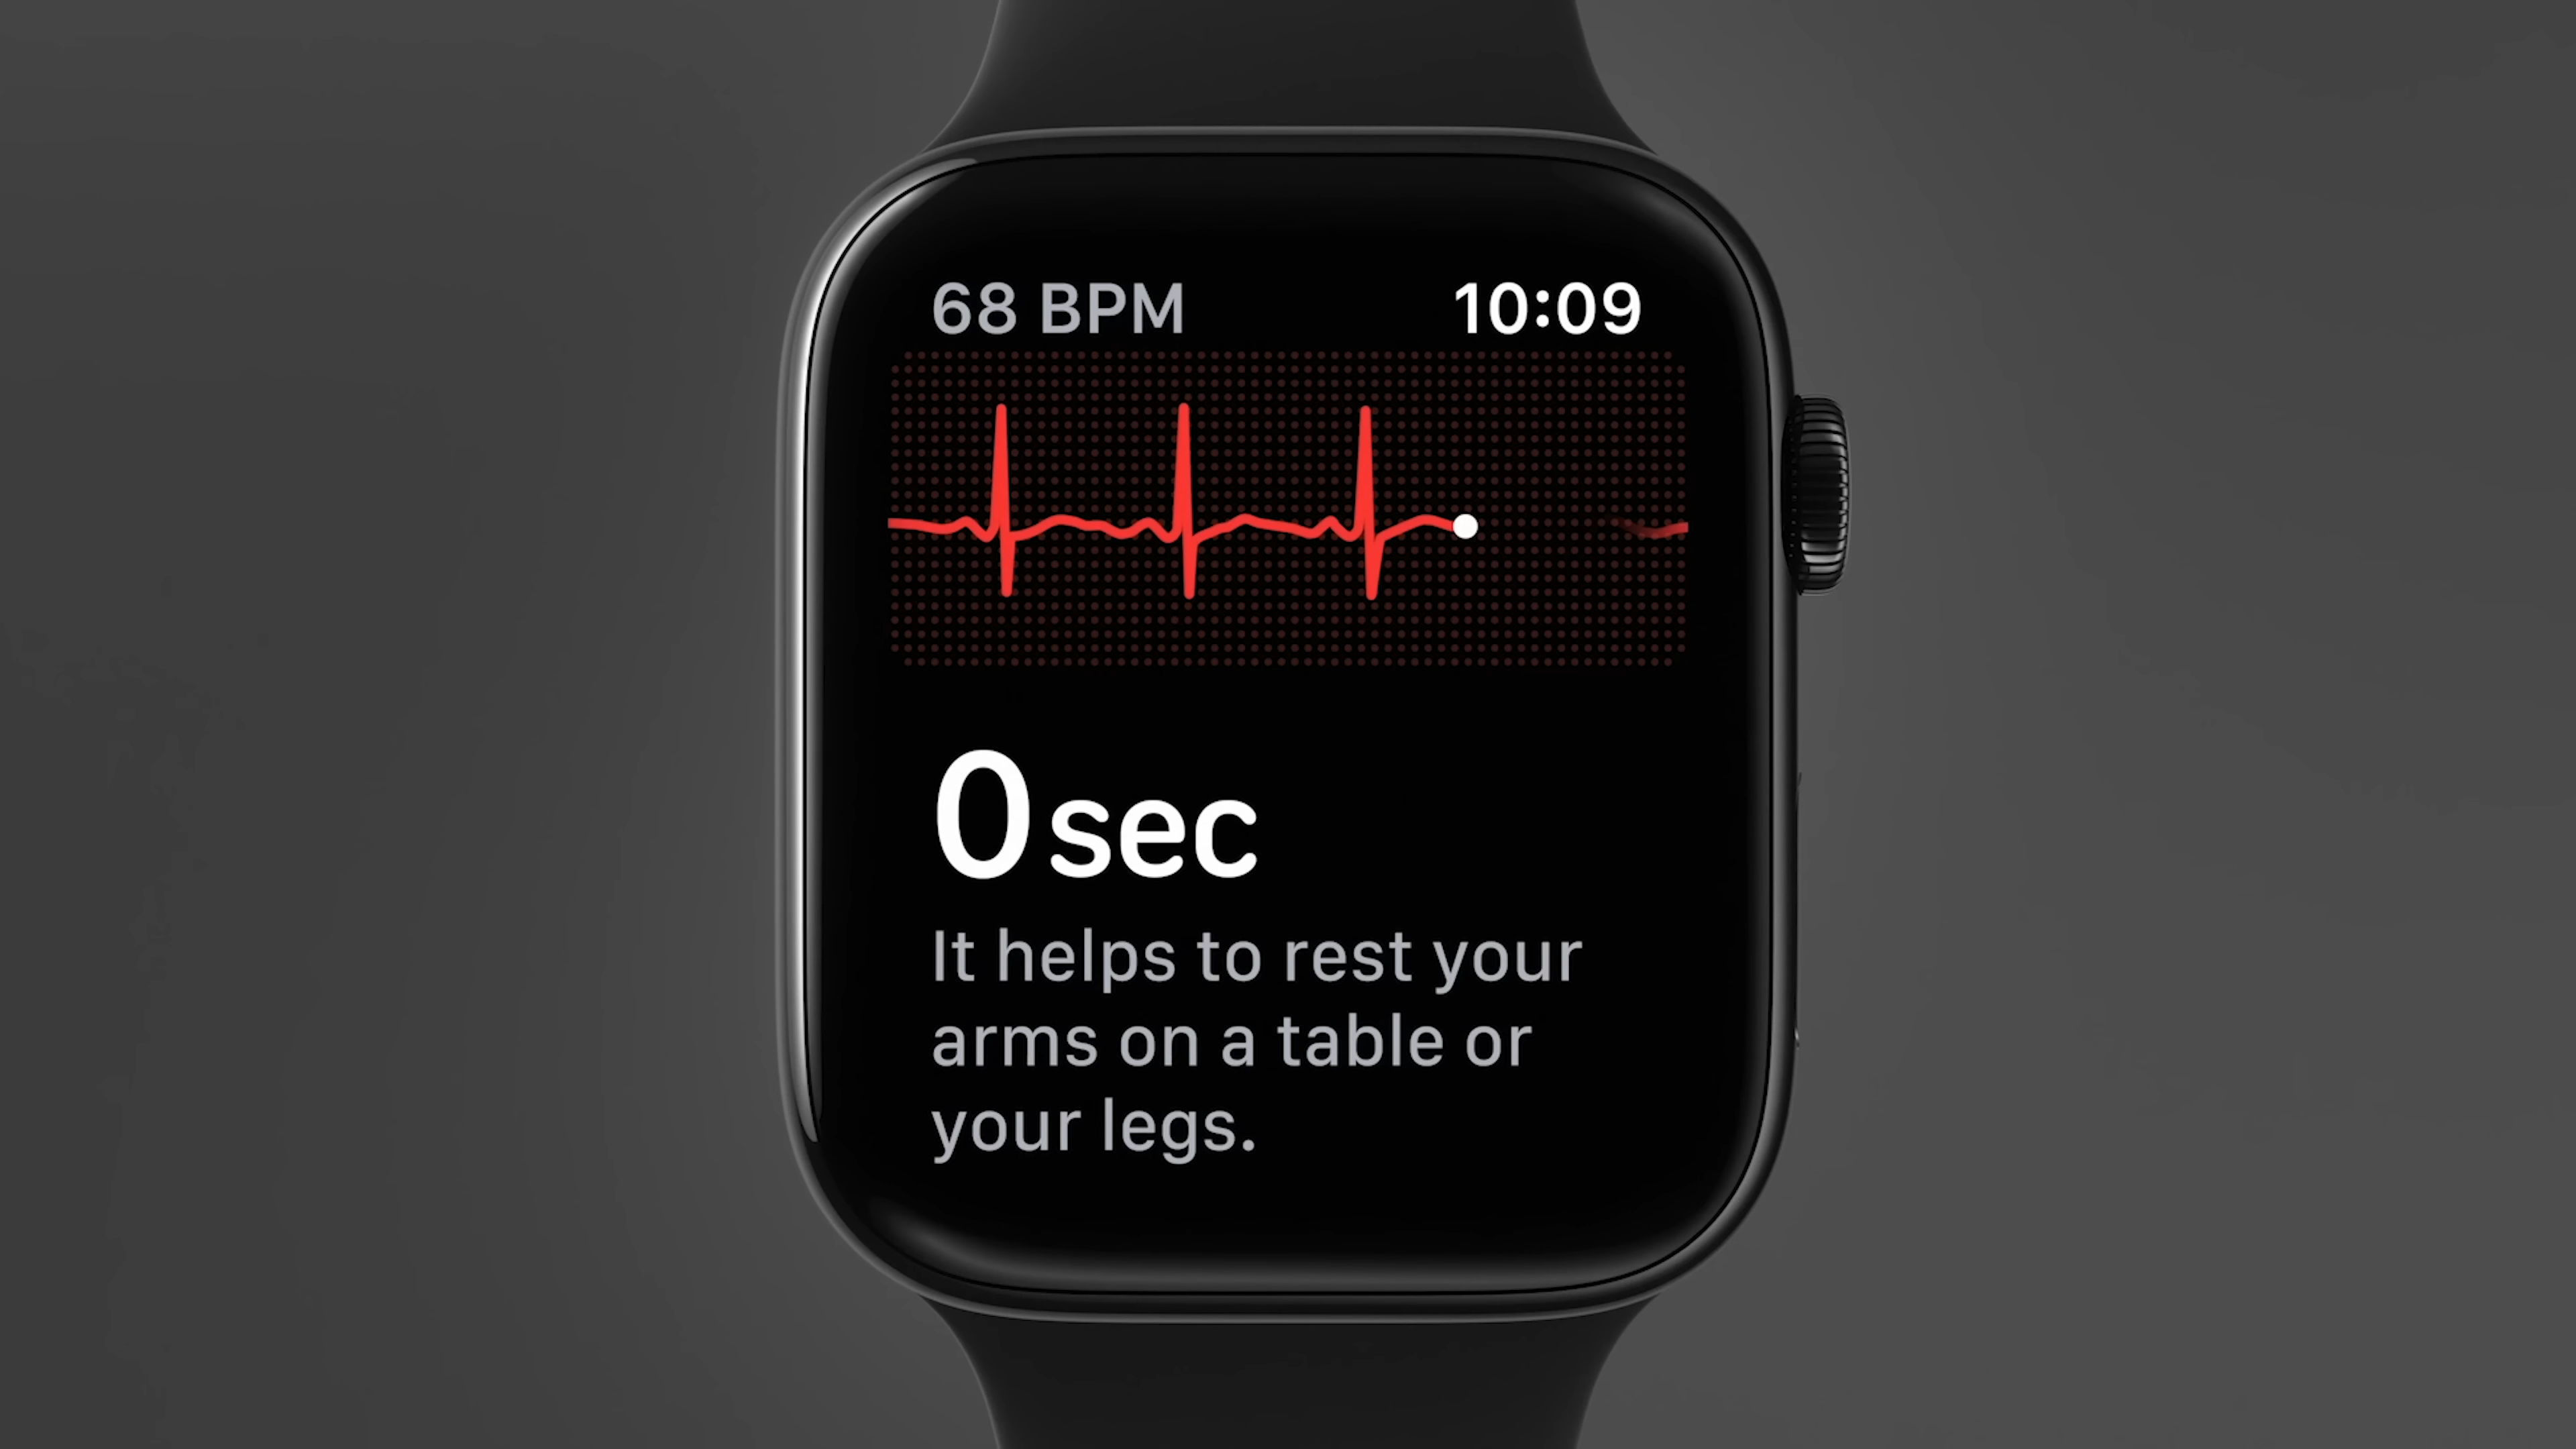 68 BPM 10:09
0 sec
It helps to rest your
arms on a table or
your legs.